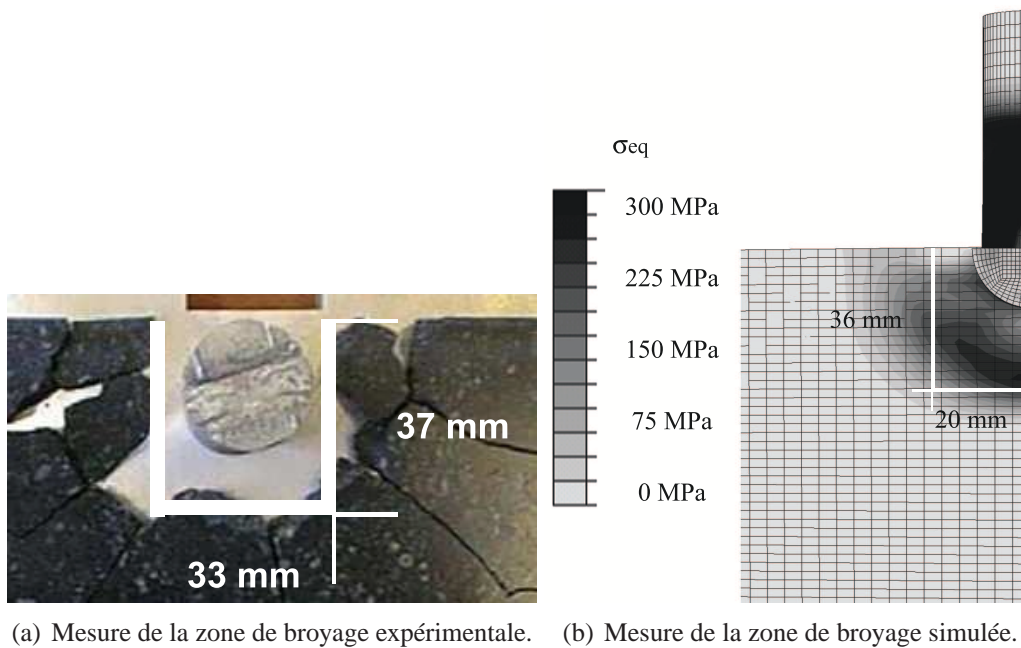 37 mm
33 mm
σeq
300 MPa
225 MPa
150 MPa
75 MPa
0 MPa
36 mm
20 mm
(a) Mesure de la zone de broyage expérimentale.
(b) Mesure de la zone de broyage simulée.